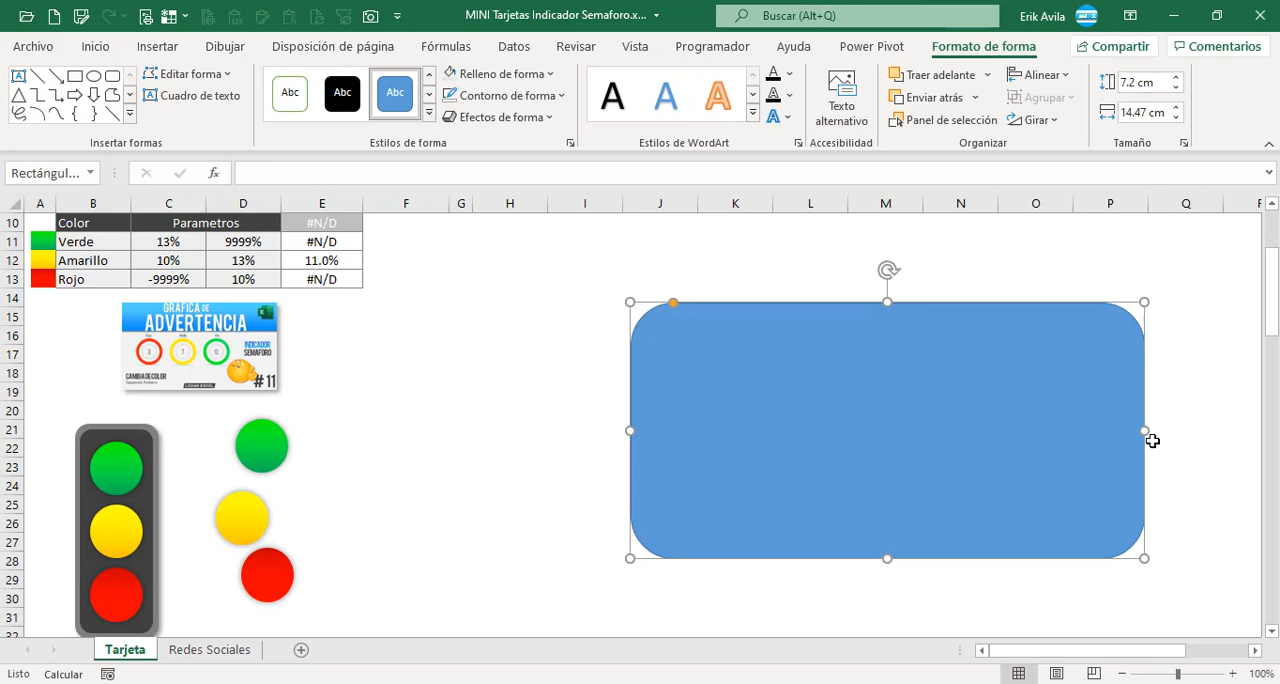 MINI Tarjetas Indicador Semaforo.x...
Buscar (Alt+Q)
Erik Avila
Archivo Inicio Insertar Dibujar Disposición de página Fórmulas Datos Revisar Vista Programador Ayuda Power Pivot Formato de forma Compartir Comentarios
Editar forma
Cuadro de texto
Insertar formas
Abc Abc Abc
Relleno de forma
Contorno de forma
Efectos de forma
Estilos de forma
A A A
Estilos de WordArt
Texto
alternativo
Accesibilidad
Traer adelante
Enviar atrás
Panel de selección
Alinear
Agrupar
Girar
Organizar
7.2 cm
14.47 cm
Tamaño
Rectángul...
fx
A B C D E F G H I J K L M N O P Q
10 Color Parametros #N/D
11 Verde 13% 9999% #N/D
12 Amarillo 10% 13% 11.0%
13 Rojo -9999% 10% #N/D
14
15
16
17
18
19
20
21
22
23
24
25
26
27
28
29
30
31
32
GRAFICA DE
ADVERTENCIA
INDICADOR
SEMAFORO
CAMBIA DE COLOR
#11
Tarjeta Redes Sociales
Listo Calcular
100%